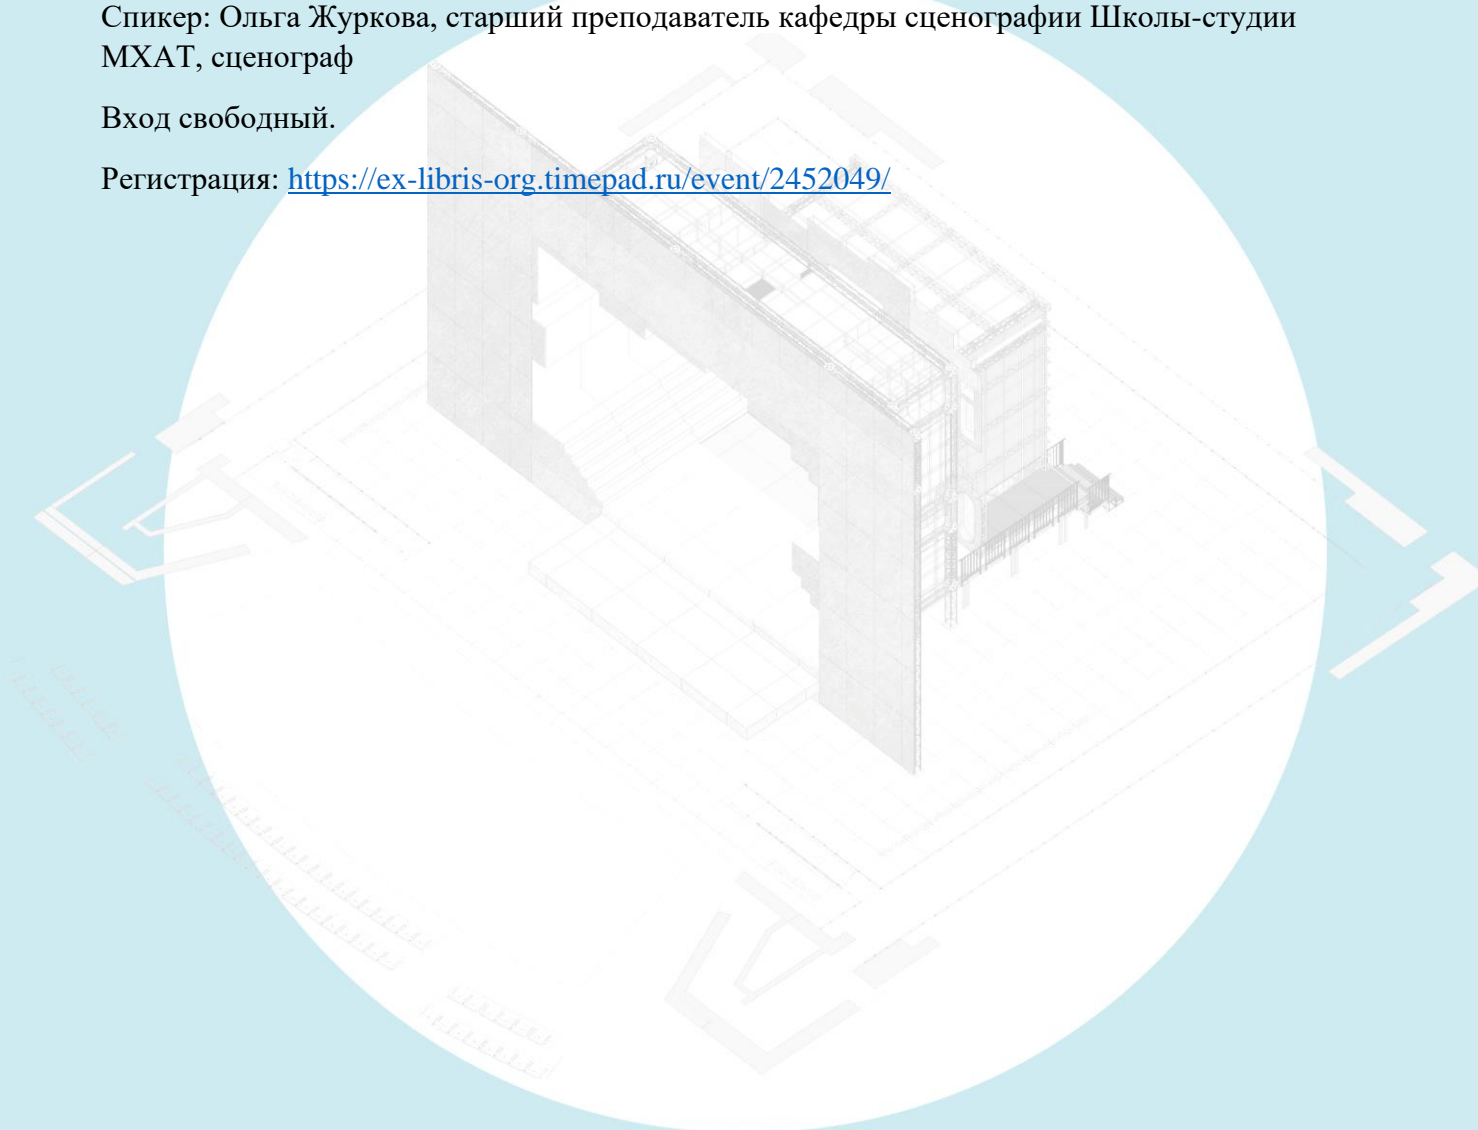 Спикер: Ольга Журкова, старший преподаватель кафедры сценографии Школы-студии
МХАТ, сценограф
Вход свободный.
Регистрация: https://ex-libris-org.timepad.ru/event/2452049/